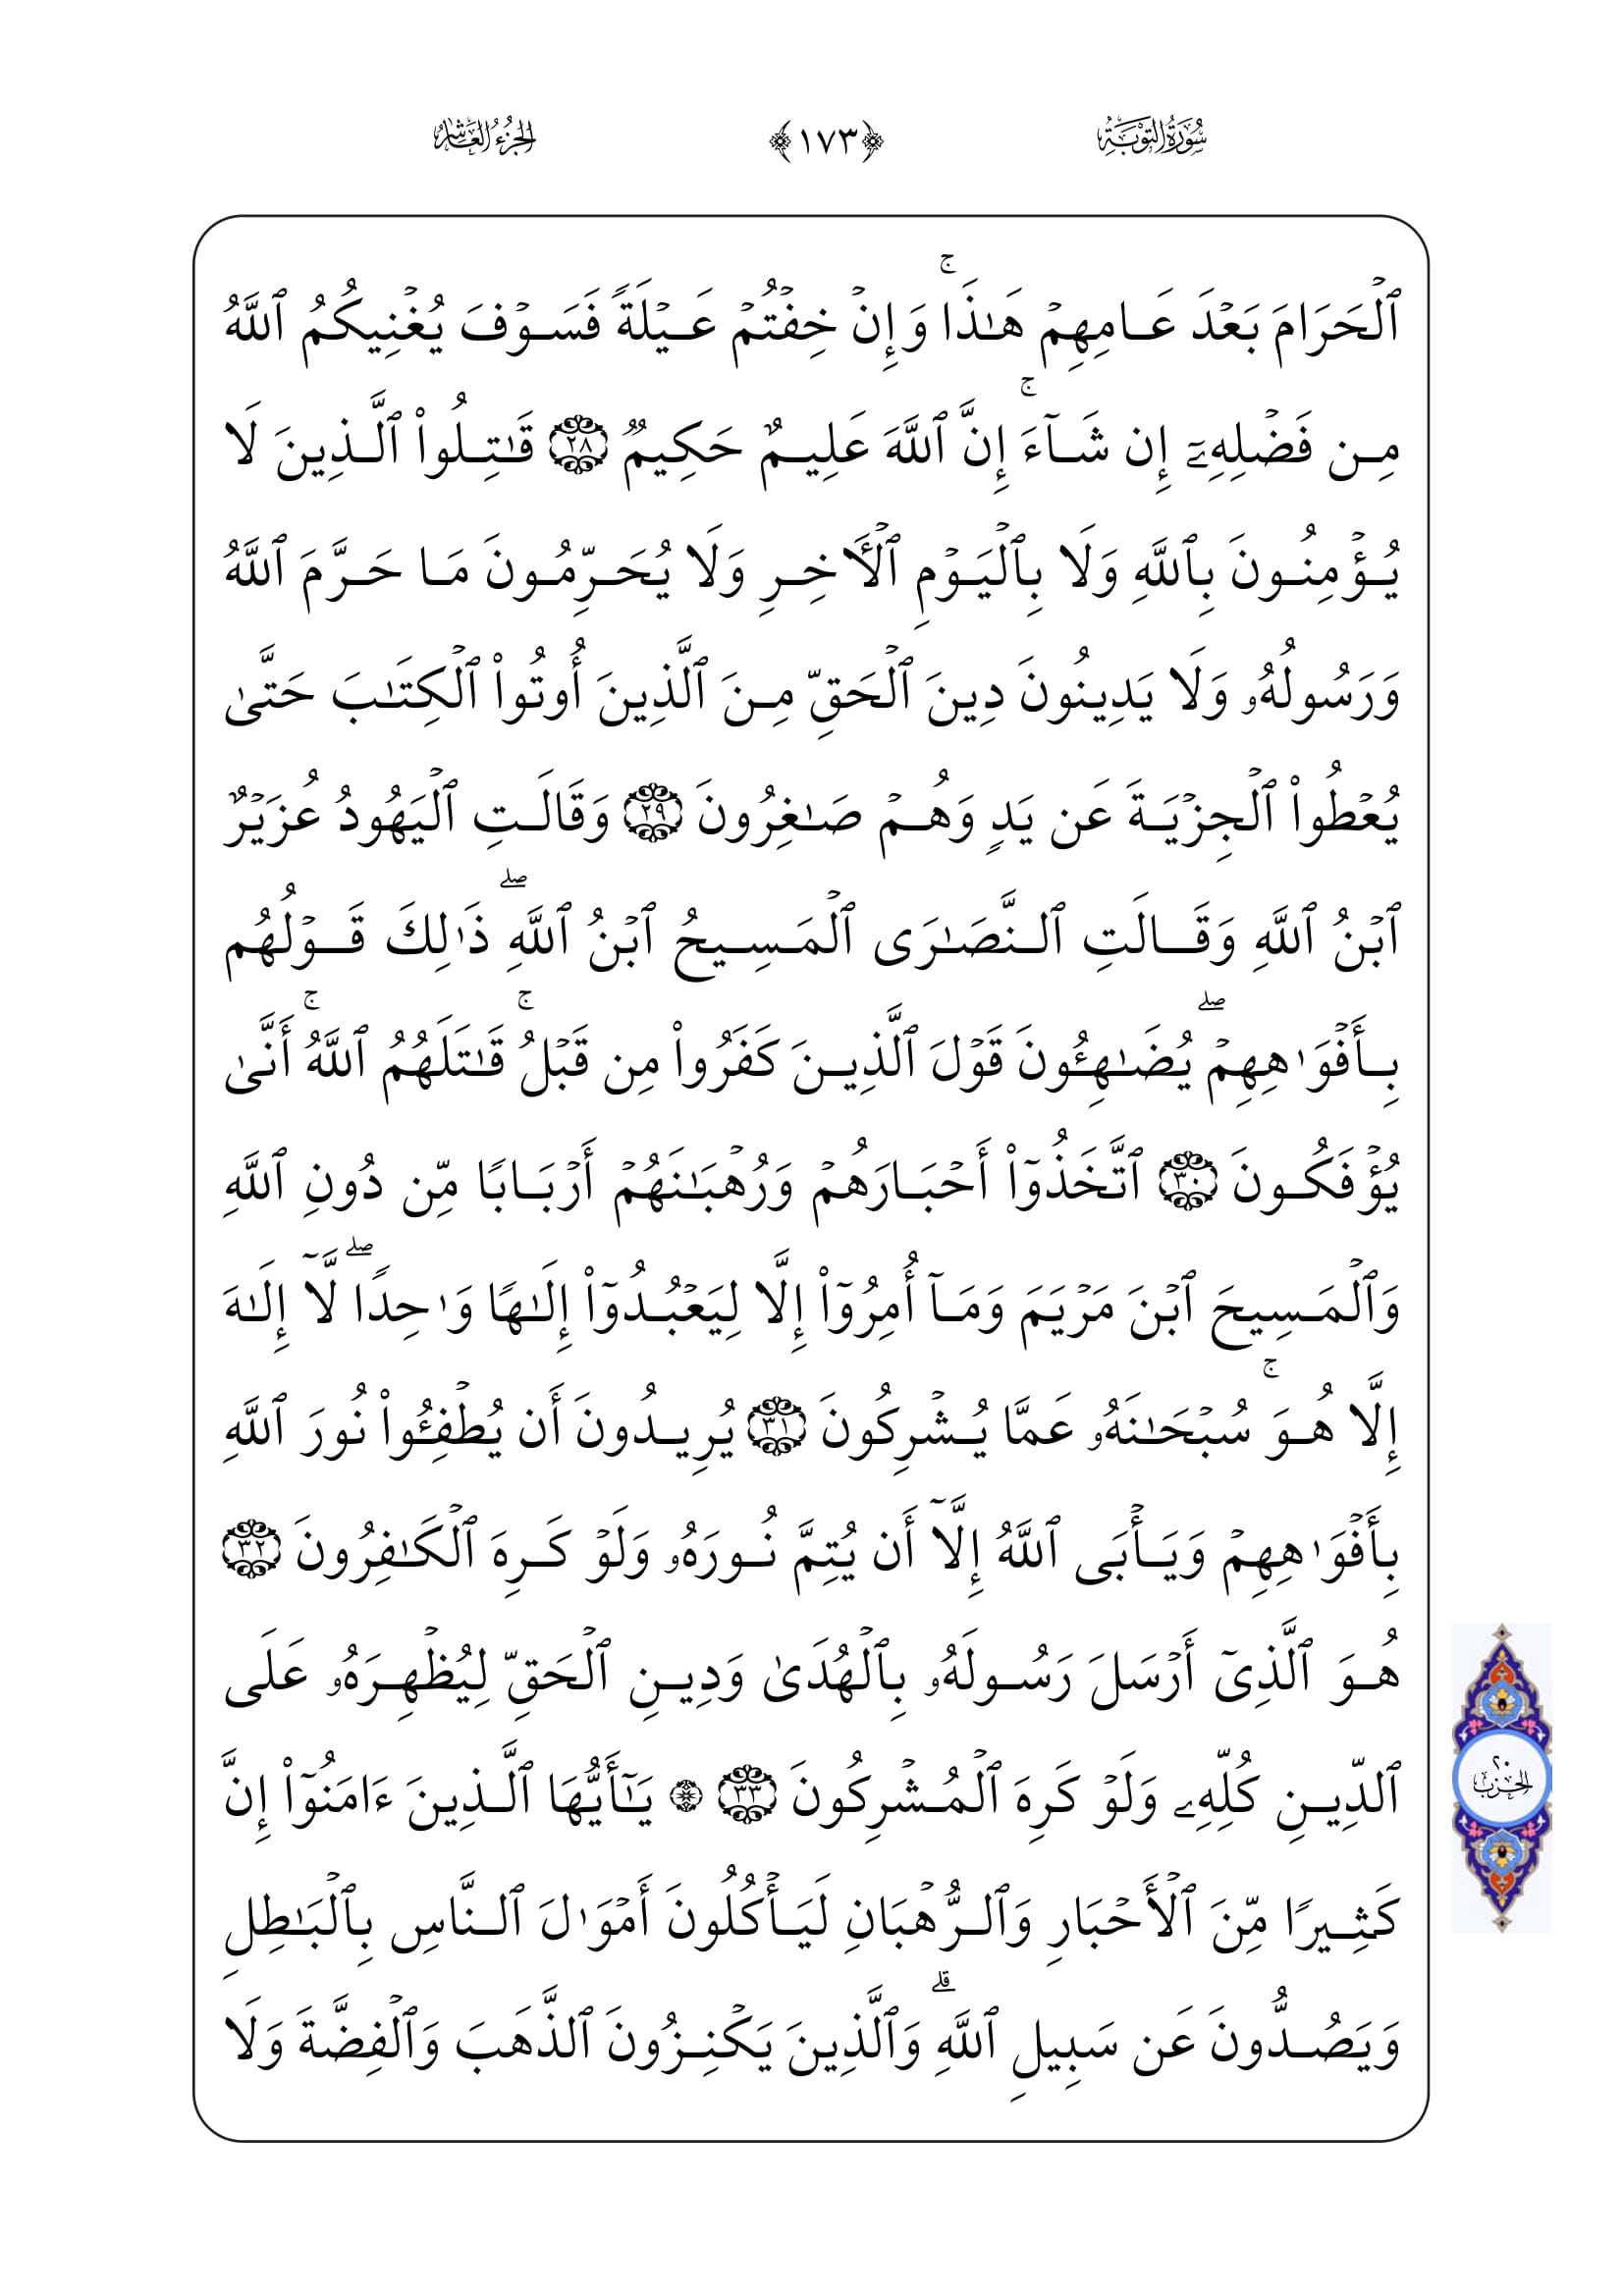 سُورَةُ التَّوْبَةِ ﴿١٧٣﴾ الجُزْءُ العَاشِرُ
ٱلۡحَرَامَ بَعۡدَ عَامِهِمۡ هَٰذَاۚ وَإِنۡ خِفۡتُمۡ عَيۡلَةٗ فَسَوۡفَ يُغۡنِيكُمُ ٱللَّهُ
مِن فَضۡلِهِۦٓ إِن شَآءَۚ إِنَّ ٱللَّهَ عَلِيمٌ حَكِيمٞ ٢٨ قَٰتِلُواْ ٱلَّذِينَ لَا
يُؤۡمِنُونَ بِٱللَّهِ وَلَا بِٱلۡيَوۡمِ ٱلۡأٓخِرِ وَلَا يُحَرِّمُونَ مَا حَرَّمَ ٱللَّهُ
وَرَسُولُهُۥ وَلَا يَدِينُونَ دِينَ ٱلۡحَقِّ مِنَ ٱلَّذِينَ أُوتُواْ ٱلۡكِتَٰبَ حَتَّىٰ
يُعۡطُواْ ٱلۡجِزۡيَةَ عَن يَدٖ وَهُمۡ صَٰغِرُونَ ٢٩ وَقَالَتِ ٱلۡيَهُودُ عُزَيۡرٌ
ٱبۡنُ ٱللَّهِ وَقَالَتِ ٱلنَّصَٰرَى ٱلۡمَسِيحُ ٱبۡنُ ٱللَّهِۖ ذَٰلِكَ قَوۡلُهُم
بِأَفۡوَٰهِهِمۡۖ يُضَٰهِـُٔونَ قَوۡلَ ٱلَّذِينَ كَفَرُواْ مِن قَبۡلُۚ قَٰتَلَهُمُ ٱللَّهُۚ أَنَّىٰ
يُؤۡفَكُونَ ٣٠ ٱتَّخَذُوٓاْ أَحۡبَارَهُمۡ وَرُهۡبَٰنَهُمۡ أَرۡبَابٗا مِّن دُونِ ٱللَّهِ
وَٱلۡمَسِيحَ ٱبۡنَ مَرۡيَمَ وَمَآ أُمِرُوٓاْ إِلَّا لِيَعۡبُدُوٓاْ إِلَٰهٗا وَٰحِدٗاۖ لَّآ إِلَٰهَ
إِلَّا هُوَۚ سُبۡحَٰنَهُۥ عَمَّا يُشۡرِكُونَ ٣١ يُرِيدُونَ أَن يُطۡفِـُٔواْ نُورَ ٱللَّهِ
بِأَفۡوَٰهِهِمۡ وَيَأۡبَى ٱللَّهُ إِلَّآ أَن يُتِمَّ نُورَهُۥ وَلَوۡ كَرِهَ ٱلۡكَٰفِرُونَ ٣٢
هُوَ ٱلَّذِيٓ أَرۡسَلَ رَسُولَهُۥ بِٱلۡهُدَىٰ وَدِينِ ٱلۡحَقِّ لِيُظۡهِرَهُۥ عَلَى
ٱلدِّينِ كُلِّهِۦ وَلَوۡ كَرِهَ ٱلۡمُشۡرِكُونَ ٣٣ ۞ يَٰٓأَيُّهَا ٱلَّذِينَ ءَامَنُوٓاْ إِنَّ
كَثِيرٗا مِّنَ ٱلۡأَحۡبَارِ وَٱلرُّهۡبَانِ لَيَأۡكُلُونَ أَمۡوَٰلَ ٱلنَّاسِ بِٱلۡبَٰطِلِ
وَيَصُدُّونَ عَن سَبِيلِ ٱللَّهِۗ وَٱلَّذِينَ يَكۡنِزُونَ ٱلذَّهَبَ وَٱلۡفِضَّةَ وَلَا
الحزب ٢٠